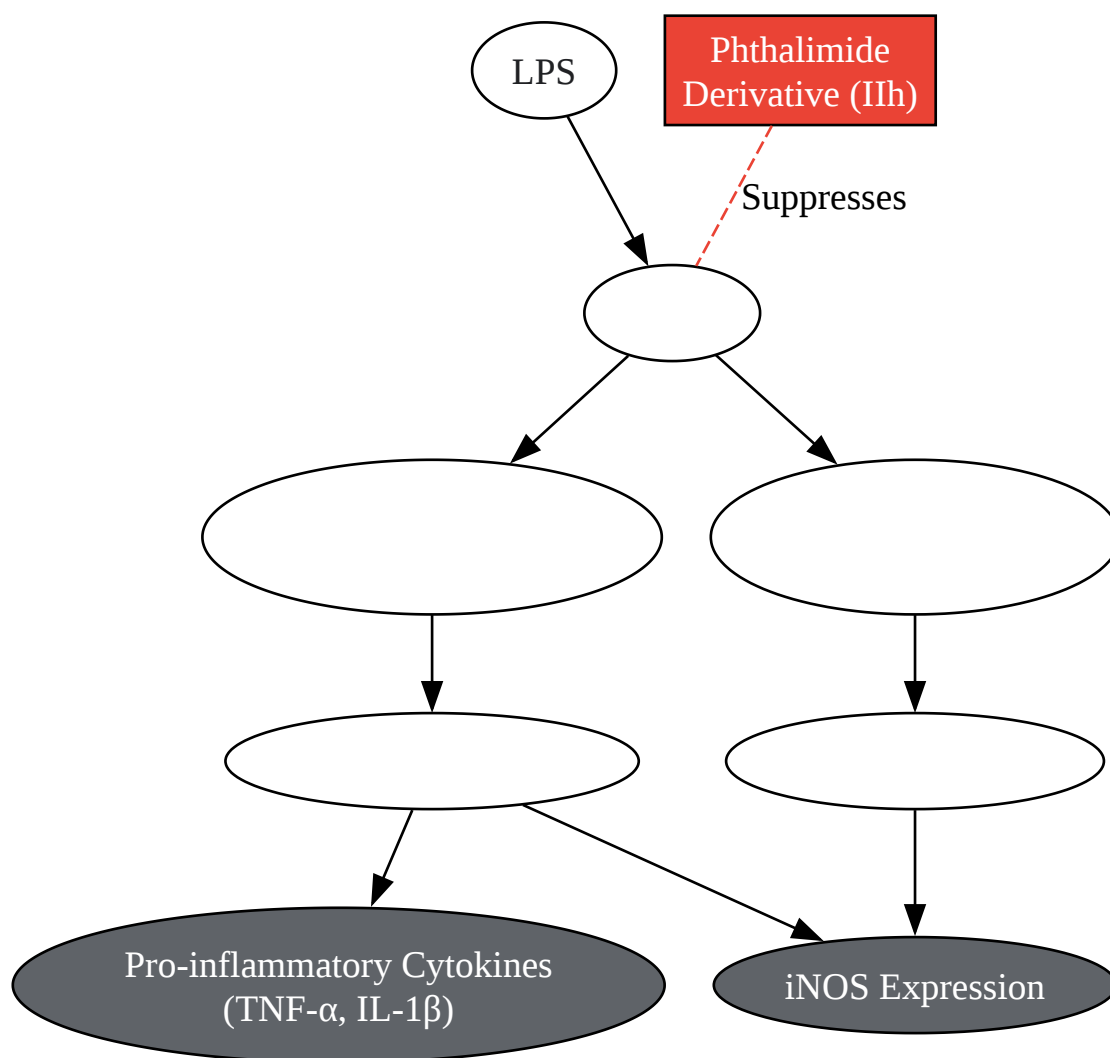 LPS
Phthalimide
Derivative (IIh)
Suppresses
Pro-inflammatory Cytokines
(TNF-α, IL-1β)
iNOS Expression